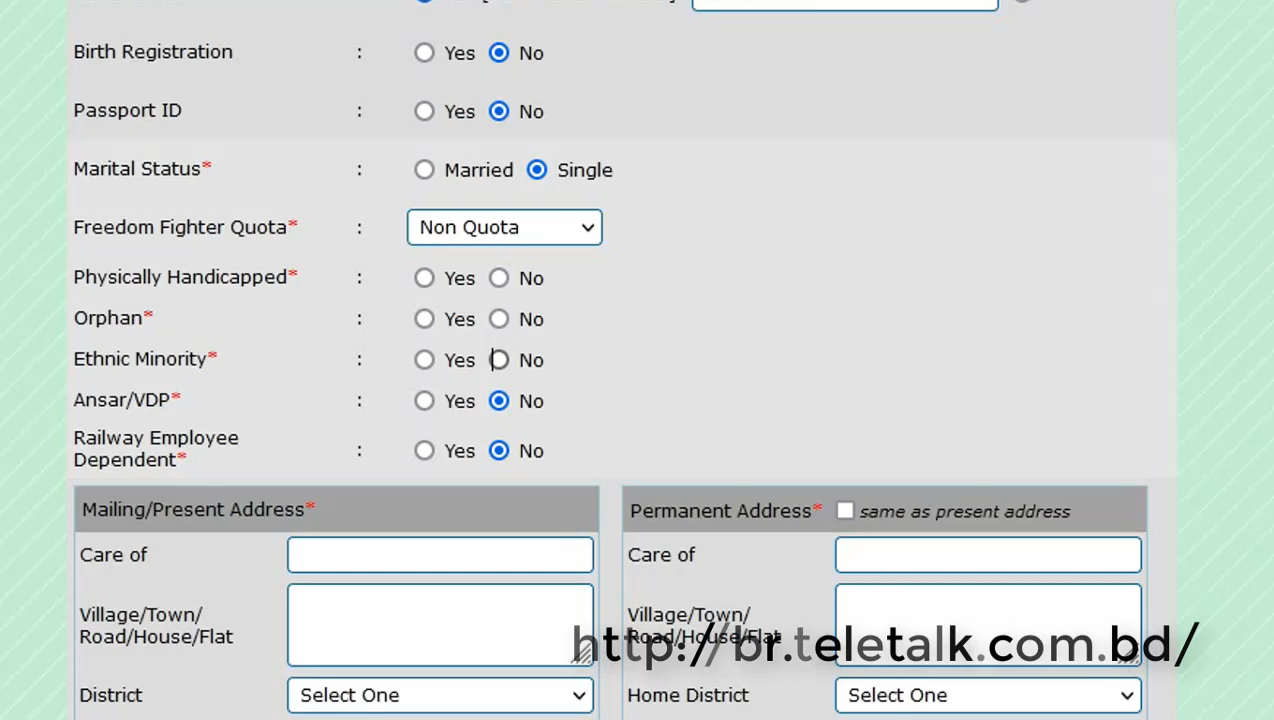 Birth Registration : Yes No
Passport ID : Yes No
Marital Status* : Married Single
Freedom Fighter Quota* : Non Quota
Physically Handicapped* : Yes No
Orphan* : Yes No
Ethnic Minority* : Yes No
Ansar/VDP* : Yes No
Railway Employee
Dependent* : Yes No
Mailing/Present Address*
Care of
Village/Town/
Road/House/Flat
District Select One
Permanent Address* same as present address
Care of
Village/Town/
Road/House/Flat
Home District Select One
http://br.teletalk.com.bd/